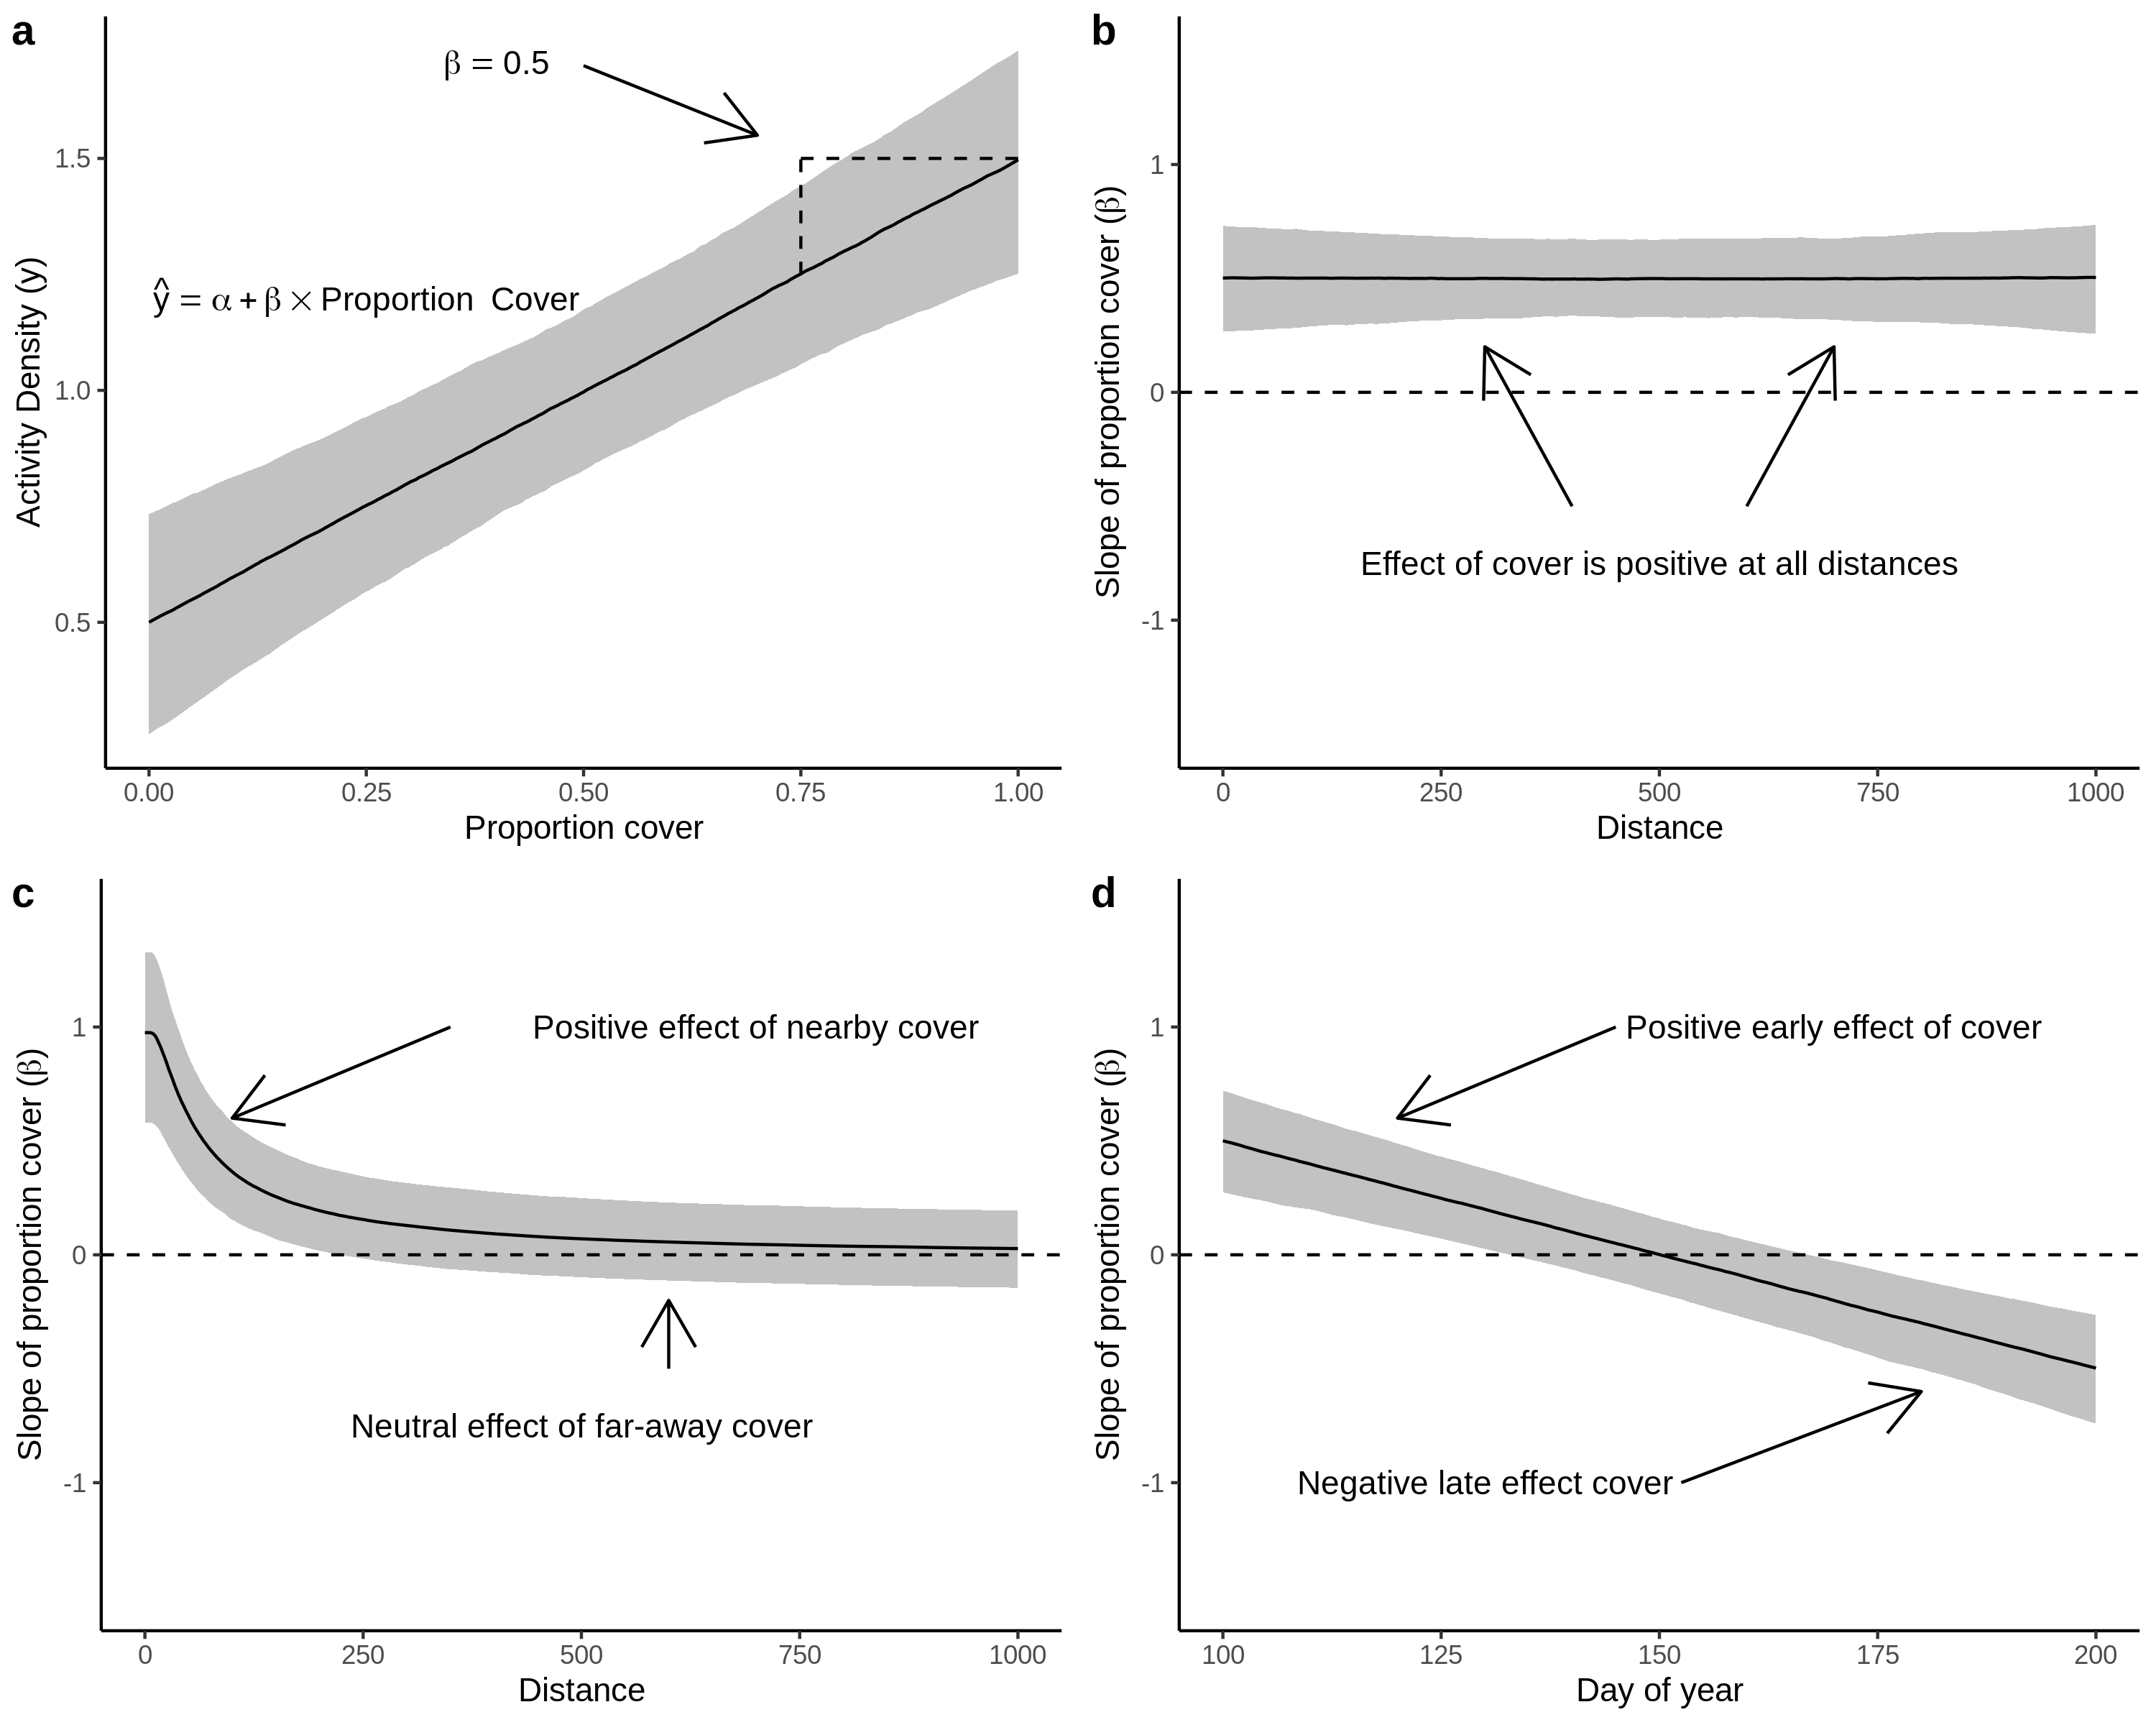 a
β = 0.5
ŷ = α + β × Proportion Cover
Activity Density (y)
1.5
1.0
0.5
0.00 0.25 0.50 0.75 1.00
Proportion cover
b
Slope of proportion cover (β)
1
0
-1
Effect of cover is positive at all distances
0 250 500 750 1000
Distance
c
Slope of proportion cover (β)
1
0
-1
Positive effect of nearby cover
Neutral effect of far-away cover
0 250 500 750 1000
Distance
d
Slope of proportion cover (β)
1
0
-1
Positive early effect of cover
Negative late effect cover
100 125 150 175 200
Day of year